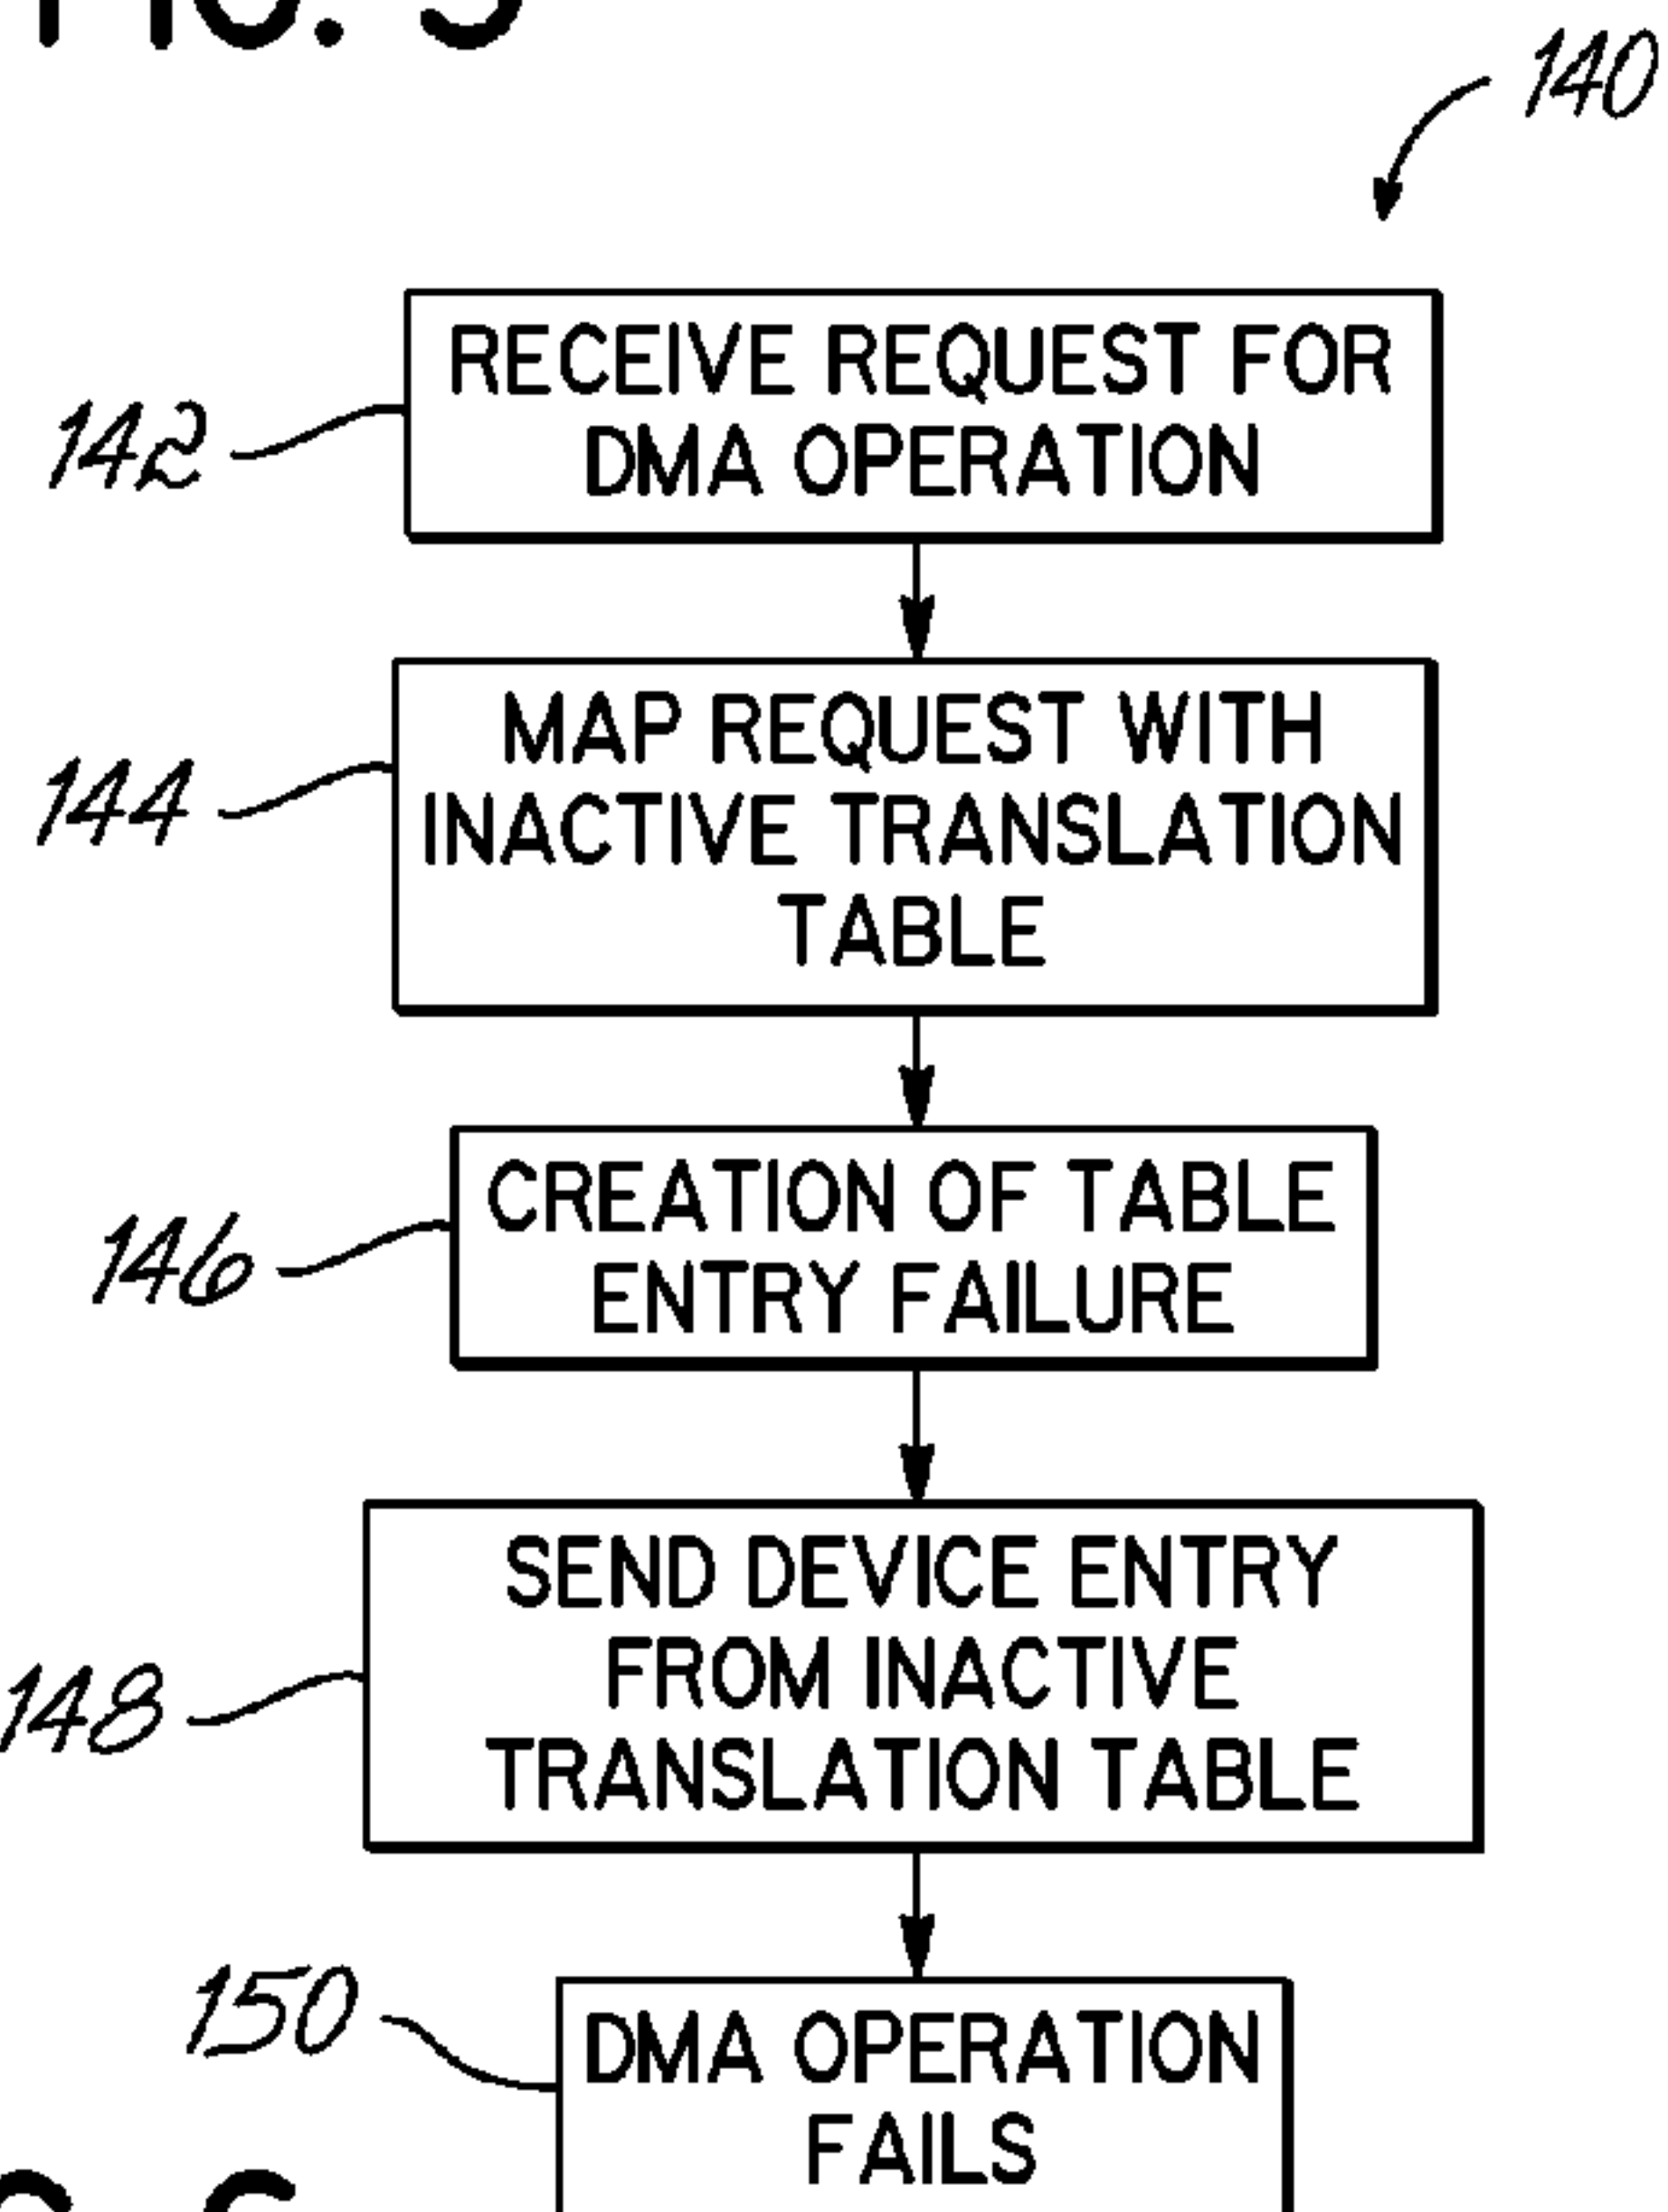 140
RECEIVE REQUEST FOR
DMA OPERATION
142
MAP REQUEST WITH
INACTIVE TRANSLATION
TABLE
144
CREATION OF TABLE
ENTRY FAILURE
146
SEND DEVICE ENTRY
FROM INACTIVE
TRANSLATION TABLE
148
150
DMA OPERATION
FAILS